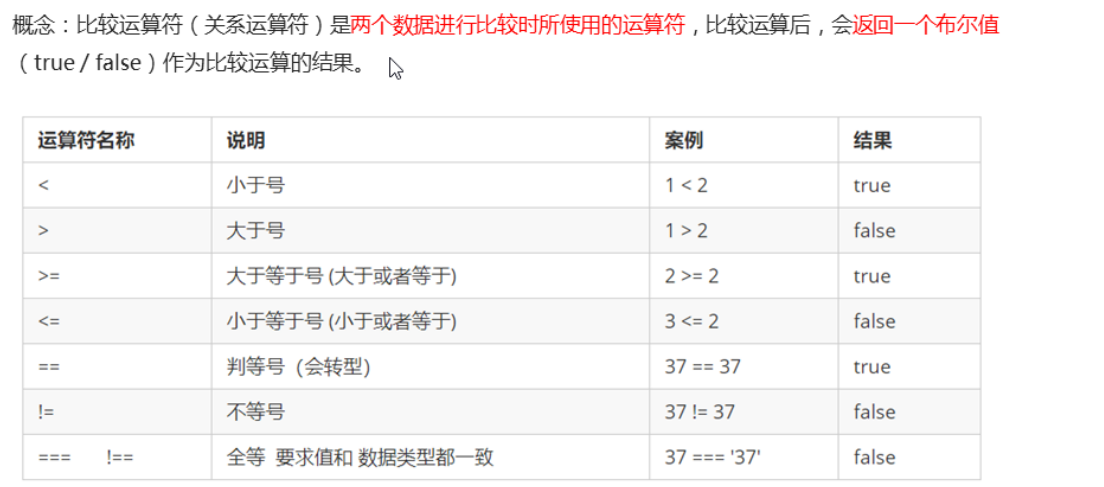 概念：比较运算符（关系运算符）是两个数据进行比较时所使用的运算符，比较运算后，会返回一个布尔值
（true / false）作为比较运算的结果。
运算符名称 说明 案例 结果
< 小于号 1 < 2 true
> 大于号 1 > 2 false
>= 大于等于号 (大于或者等于) 2 >= 2 true
<= 小于等于号 (小于或者等于) 3 <= 2 false
== 判等号（会转型） 37 == 37 true
!= 不等号 37 != 37 false
=== !== 全等 要求值和 数据类型都一致 37 === '37' false